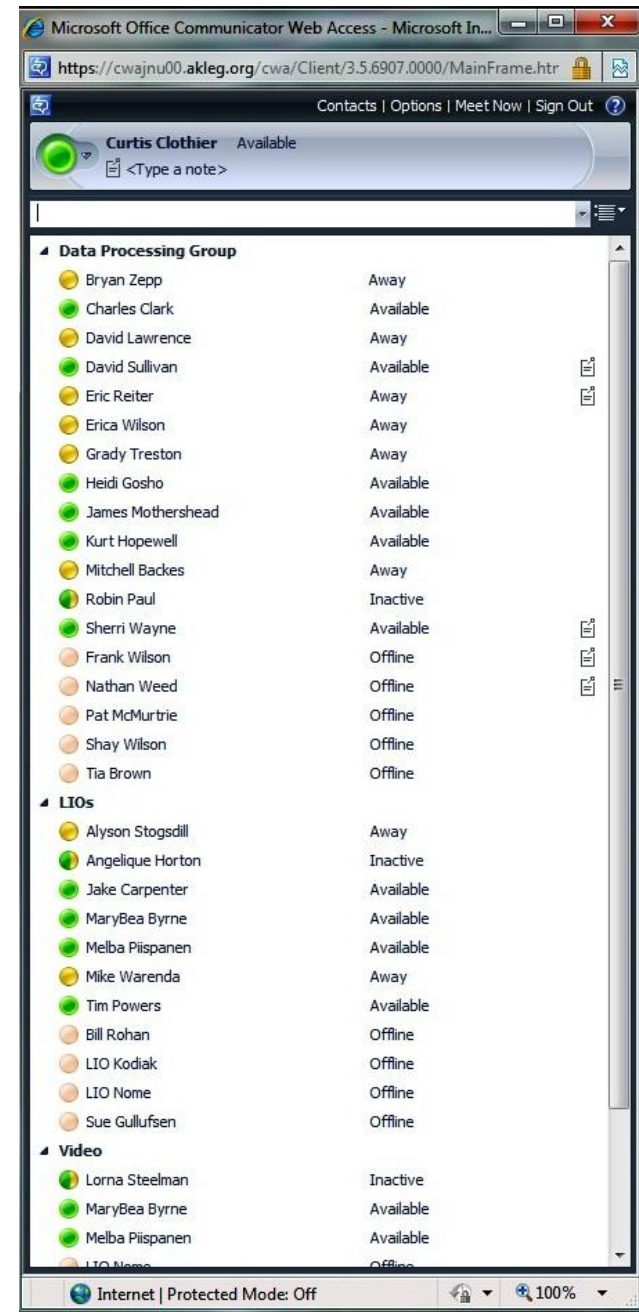 Microsoft Office Communicator Web Access - Microsoft In...
https://cwajnu00.akleg.org/cwa/Client/3.5.6907.0000/MainFrame.htr
Contacts | Options | Meet Now | Sign Out ?
Curtis Clothier Available
<Type a note>
Data Processing Group
Bryan Zepp Away
Charles Clark Available
David Lawrence Away
David Sullivan Available
Eric Reiter Away
Erica Wilson Away
Grady Treston Away
Heidi Gosho Available
James Mothershead Available
Kurt Hopewell Available
Mitchell Backes Away
Robin Paul Inactive
Sherri Wayne Available
Frank Wilson Offline
Nathan Weed Offline
Pat McMurtrie Offline
Shay Wilson Offline
Tia Brown Offline
LIOs
Alyson Stogsdill Away
Angelique Horton Inactive
Jake Carpenter Available
MaryBea Byrne Available
Melba Piispanen Available
Mike Warenda Away
Tim Powers Available
Bill Rohan Offline
LIO Kodiak Offline
LIO Nome Offline
Sue Gullufsen Offline
Video
Lorna Steelman Inactive
MaryBea Byrne Available
Melba Piispanen Available
LIO Nome Offline
Internet | Protected Mode: Off 100%